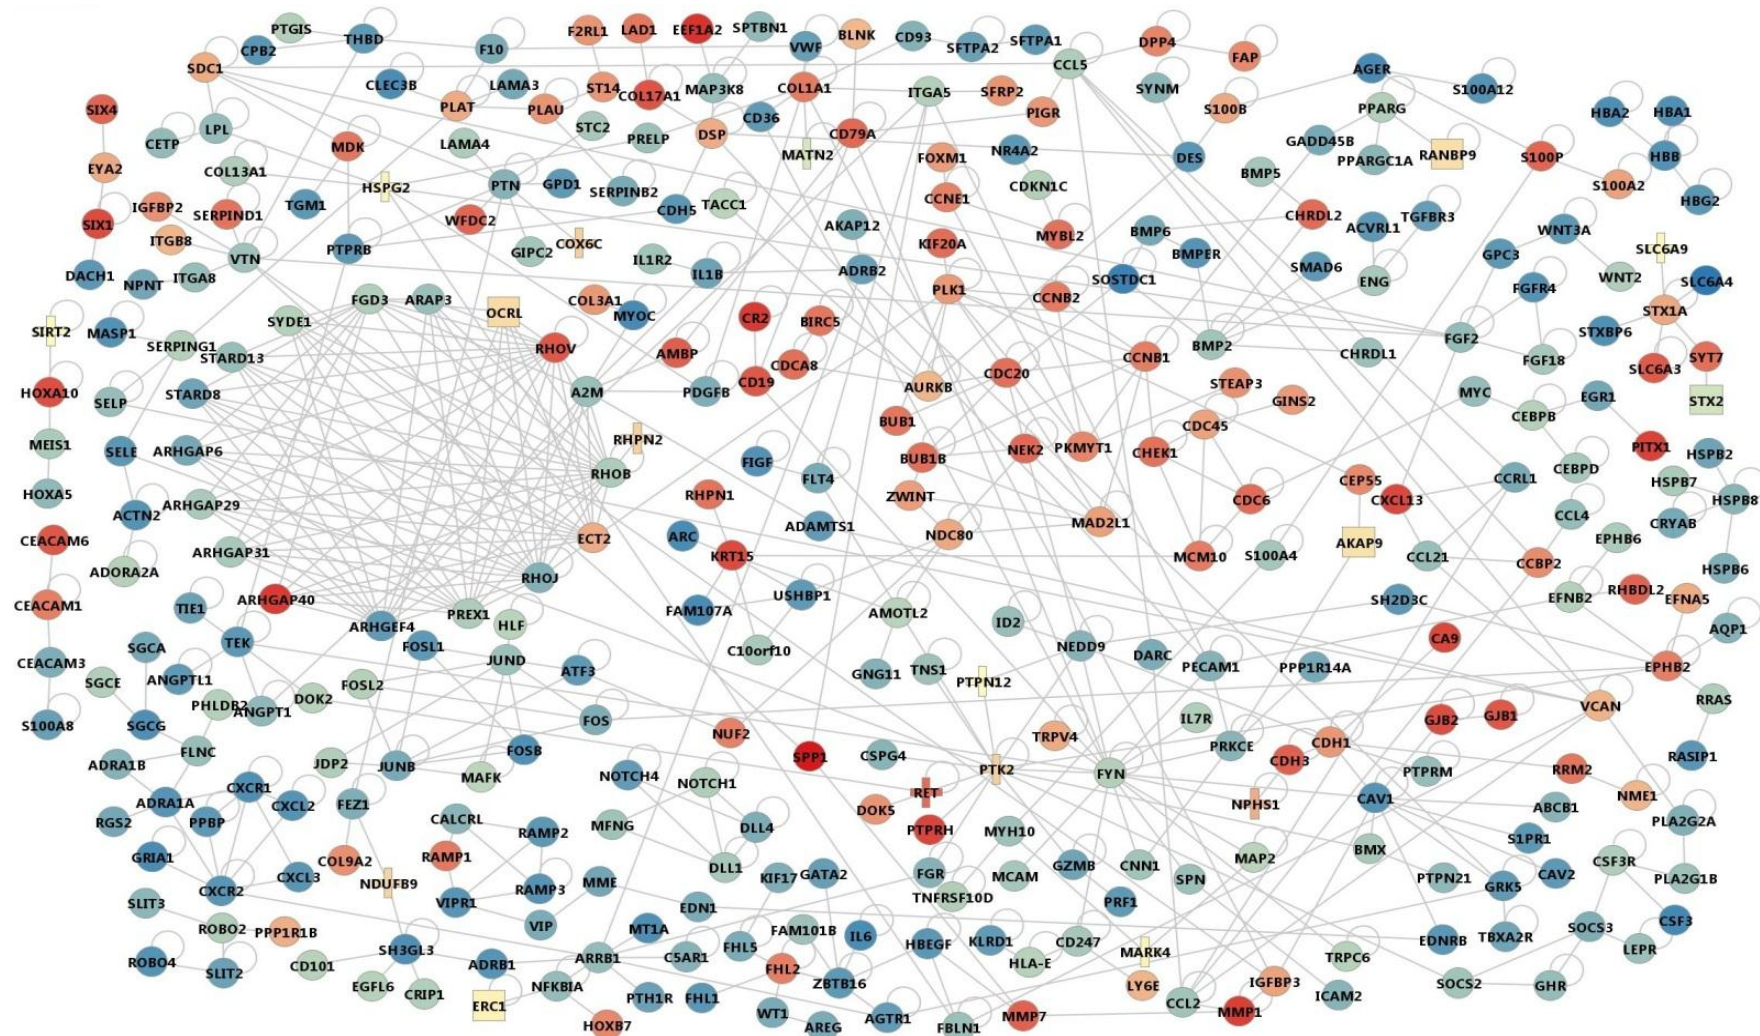 PTGIS
CPB2
THBD
F10
F2RL1
LAD1
EEF1A2
SPTBN1
VWF
BLNK
CD93
SFTPA2
SFTPA1
DPP4
FAP
SDC1
CLEC3B
LAMA3
PLAT
PLAU
ST14
COL17A1
MAP3K8
COL1A1
ITGA5
SFRP2
CCL5
SYNM
AGER
S100A12
SIX4
S100B
PPARG
HBA2
HBA1
LPL
CETP
MDK
LAMA4
STC2
PRELP
DSP
CD36
CD79A
PIGR
MATN2
GADD45B
PPARGC1A
RANBP9
S100P
HBB
EYA2
COL13A1
HSPG2
PTN
GPD1
SERPINB2
FOXM1
NR4A2
DES
BMP5
S100A2
CDKN1C
IGFBP2
SERPIND1
TGM1
WFDC2
CDH5
TACC1
CCNE1
HBG2
SIX1
ITGB8
PTPRB
GIPC2
COX6C
AKAP12
MYBL2
BMP6
CHRDL2
ACVRL1
TGFBR3
WNT3A
VTN
IL1R2
IL1B
ADRB2
KIF20A
BMPER
SMAD6
ENG
GPC3
SLC6A9
DACH1
NPNT
ITGA8
PLK1
CCNB2
SOSTDC1
WNT2
SLC6A4
FGD3
ARAP3
OCRL
COL3A1
MYOC
CR2
BIRC5
FGFR4
STX1A
SIRT2
MASP1
SYDE1
SERPING1
STARD13
RHOV
AMBP
CDCA8
CCNB1
BMP2
CHRDL1
FGF2
FGF18
STXBP6
SYT7
SLC6A3
HOXA10
SELP
STARD8
A2M
PDGFB
CD19
AURKB
CDC20
STEAP3
GINS2
MYC
EGR1
STX2
BUB1
CDC45
CEBPB
MEIS1
SELE
ARHGAP6
RHPN2
FIGF
BUB1B
NEK2
PKMYT1
CHEK1
PITX1
HSPB2
HOXA5
RHOB
FLT4
CEP55
CCRL1
CEBPD
HSPB7
HSPB8
ARHGAP29
RHPN1
ZWINT
CDC6
CXCL13
ACTN2
ADAMTS1
MAD2L1
CCL4
CRYAB
CEACAM6
ARHGAP31
ECT2
ARC
NDC80
AKAP9
EPHB6
ADORA2A
KRT15
MCM10
S100A4
CCL21
CCBP2
HSPB6
RHOJ
CEACAM1
TIE1
ARHGAP40
PREX1
FAM107A
USHBP1
AMOTL2
SH2D3C
EFNB2
RHBDL2
EFNA5
ARHGEF4
HLF
ID2
AQP1
SGCA
TEK
FOSL1
C10orf10
NEDD9
DARC
CA9
CEACAM3
JUND
ATF3
GNG11
TNS1
PTPN12
PECAM1
PPP1R14A
EPHB2
SGCE
ANGPTL1
FOSL2
PHLDB2
ANGPT1
DOK2
RRAS
S100A8
SGCG
FOS
IL7R
GJB2
GJB1
VCAN
FLNC
NUF2
TRPV4
PRKCE
CDH1
ADRA1B
JDP2
JUNB
FOSB
SPP1
CSPG4
PTK2
FYN
CDH3
PTPRM
RRM2
RASIP1
MAFK
NOTCH4
NOTCH1
CXCR1
RET
NPHS1
CAV1
NME1
ADRA1A
CXCL2
FEZ1
DOK5
ABCB1
RGS2
PPBP
CALCRL
RAMP2
MFNG
DLL4
PTPRH
MYH10
S1PR1
PLA2G2A
GRIA1
COL9A2
RAMP1
DLL1
FGR
MCAM
GZMB
CNN1
MAP2
BMX
CSF3R
CXCR2
CXCL3
NDUFB9
RAMP3
MME
KIF17
GATA2
SPN
PTPN21
CAV2
PLA2G1B
TNFRSF10D
GRK5
SLIT3
VIPR1
EDN1
PRF1
CSF3
ROBO2
PPP1R1B
VIP
MT1A
FAM101B
IL6
HBEGF
KLRD1
CD247
MARK4
EDNRB
TBXA2R
SOCS3
LEPR
ROBO4
SLIT2
CD101
SH3GL3
ADRB1
ARRB1
C5AR1
FHL5
FHL2
HLA-E
TRPC6
EGFL6
CRIP1
ERC1
NFKBIA
PTH1R
FHL1
ZBTB16
LY6E
IGFBP3
ICAM2
SOCS2
GHR
HOXB7
WT1
AREG
AGTR1
FBLN1
MMP7
CCL2
MMP1